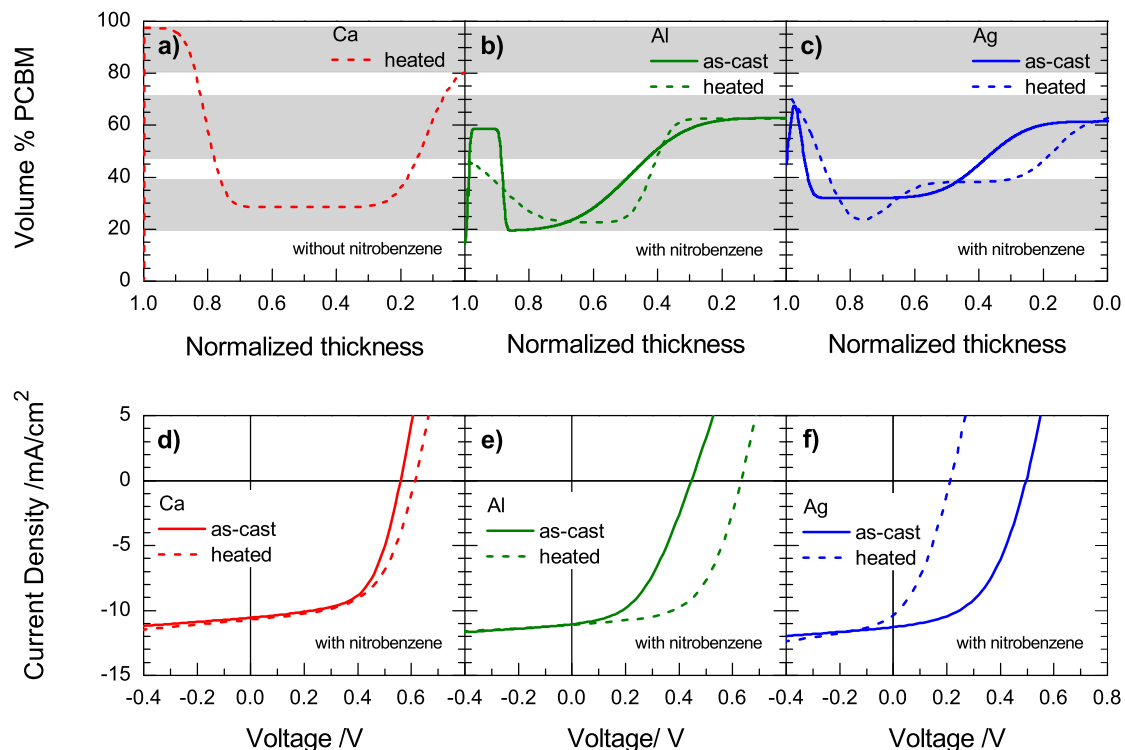 Volume % PCBM
100
80
60
40
20
0
a)
Ca
heated
without nitrobenzene
b)
Al
as-cast
heated
with nitrobenzene
c)
Ag
as-cast
heated
with nitrobenzene
1.0 0.8 0.6 0.4 0.2 1.0 0.8 0.6 0.4 0.2 1.0 0.8 0.6 0.4 0.2 0.0
Normalized thickness Normalized thickness Normalized thickness
Current Density /mA/cm²
5
0
-5
-10
-15
d)
Ca
as-cast
heated
with nitrobenzene
e)
Al
as-cast
heated
with nitrobenzene
f)
Ag
as-cast
heated
with nitrobenzene
-0.4 -0.2 0.0 0.2 0.4 0.6 -0.4 -0.2 0.0 0.2 0.4 0.6 -0.4 -0.2 0.0 0.2 0.4 0.6 0.8
Voltage /V Voltage/ V Voltage /V